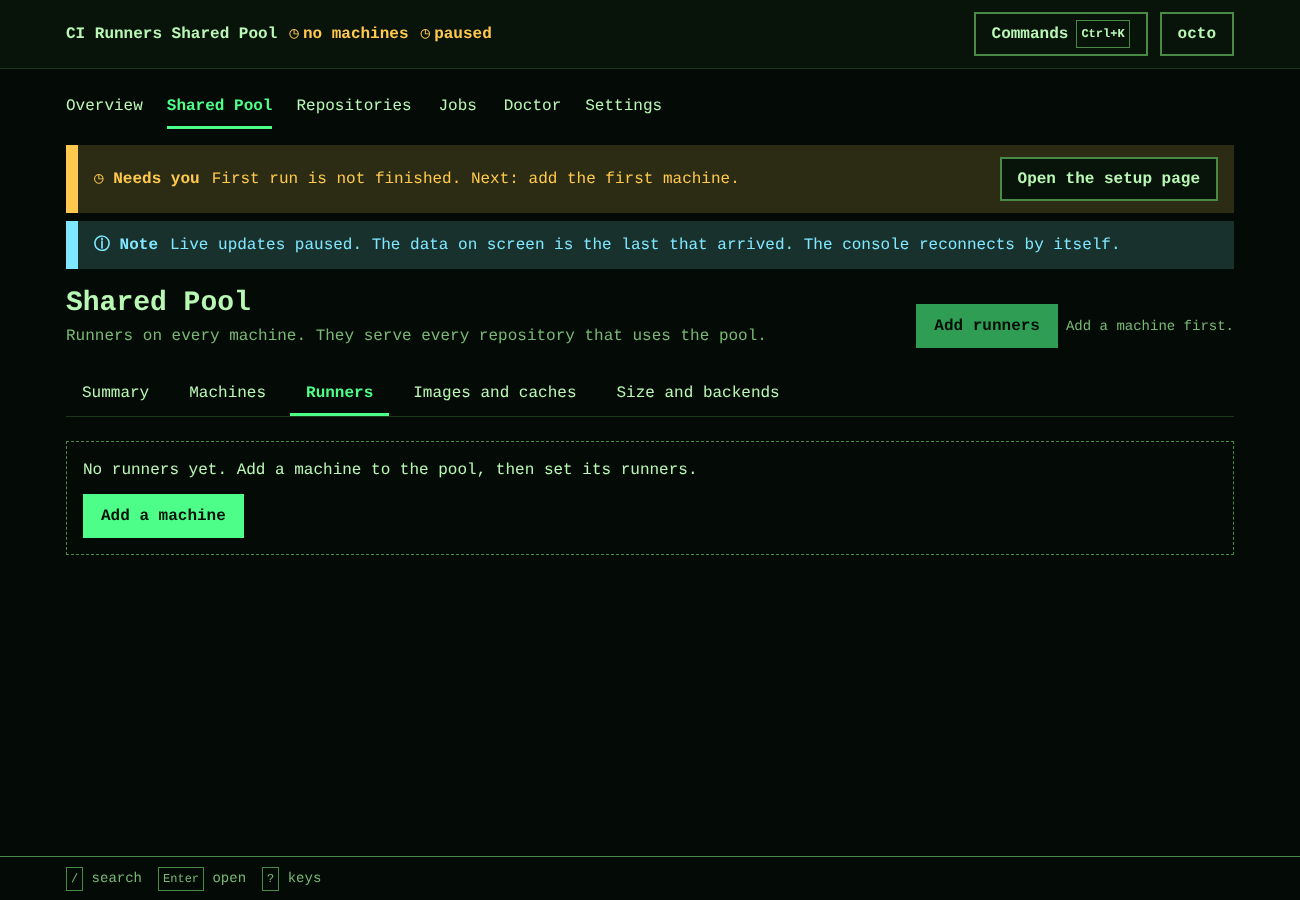 CI Runners Shared Pool ◷ no machines ◷ paused
Commands Ctrl+K
octo
Overview Shared Pool Repositories Jobs Doctor Settings
◷ Needs you First run is not finished. Next: add the first machine.
Open the setup page
ⓘ Note Live updates paused. The data on screen is the last that arrived. The console reconnects by itself.
Shared Pool
Runners on every machine. They serve every repository that uses the pool.
Add runners Add a machine first.
Summary Machines Runners Images and caches Size and backends
No runners yet. Add a machine to the pool, then set its runners.
Add a machine
/ search Enter open ? keys